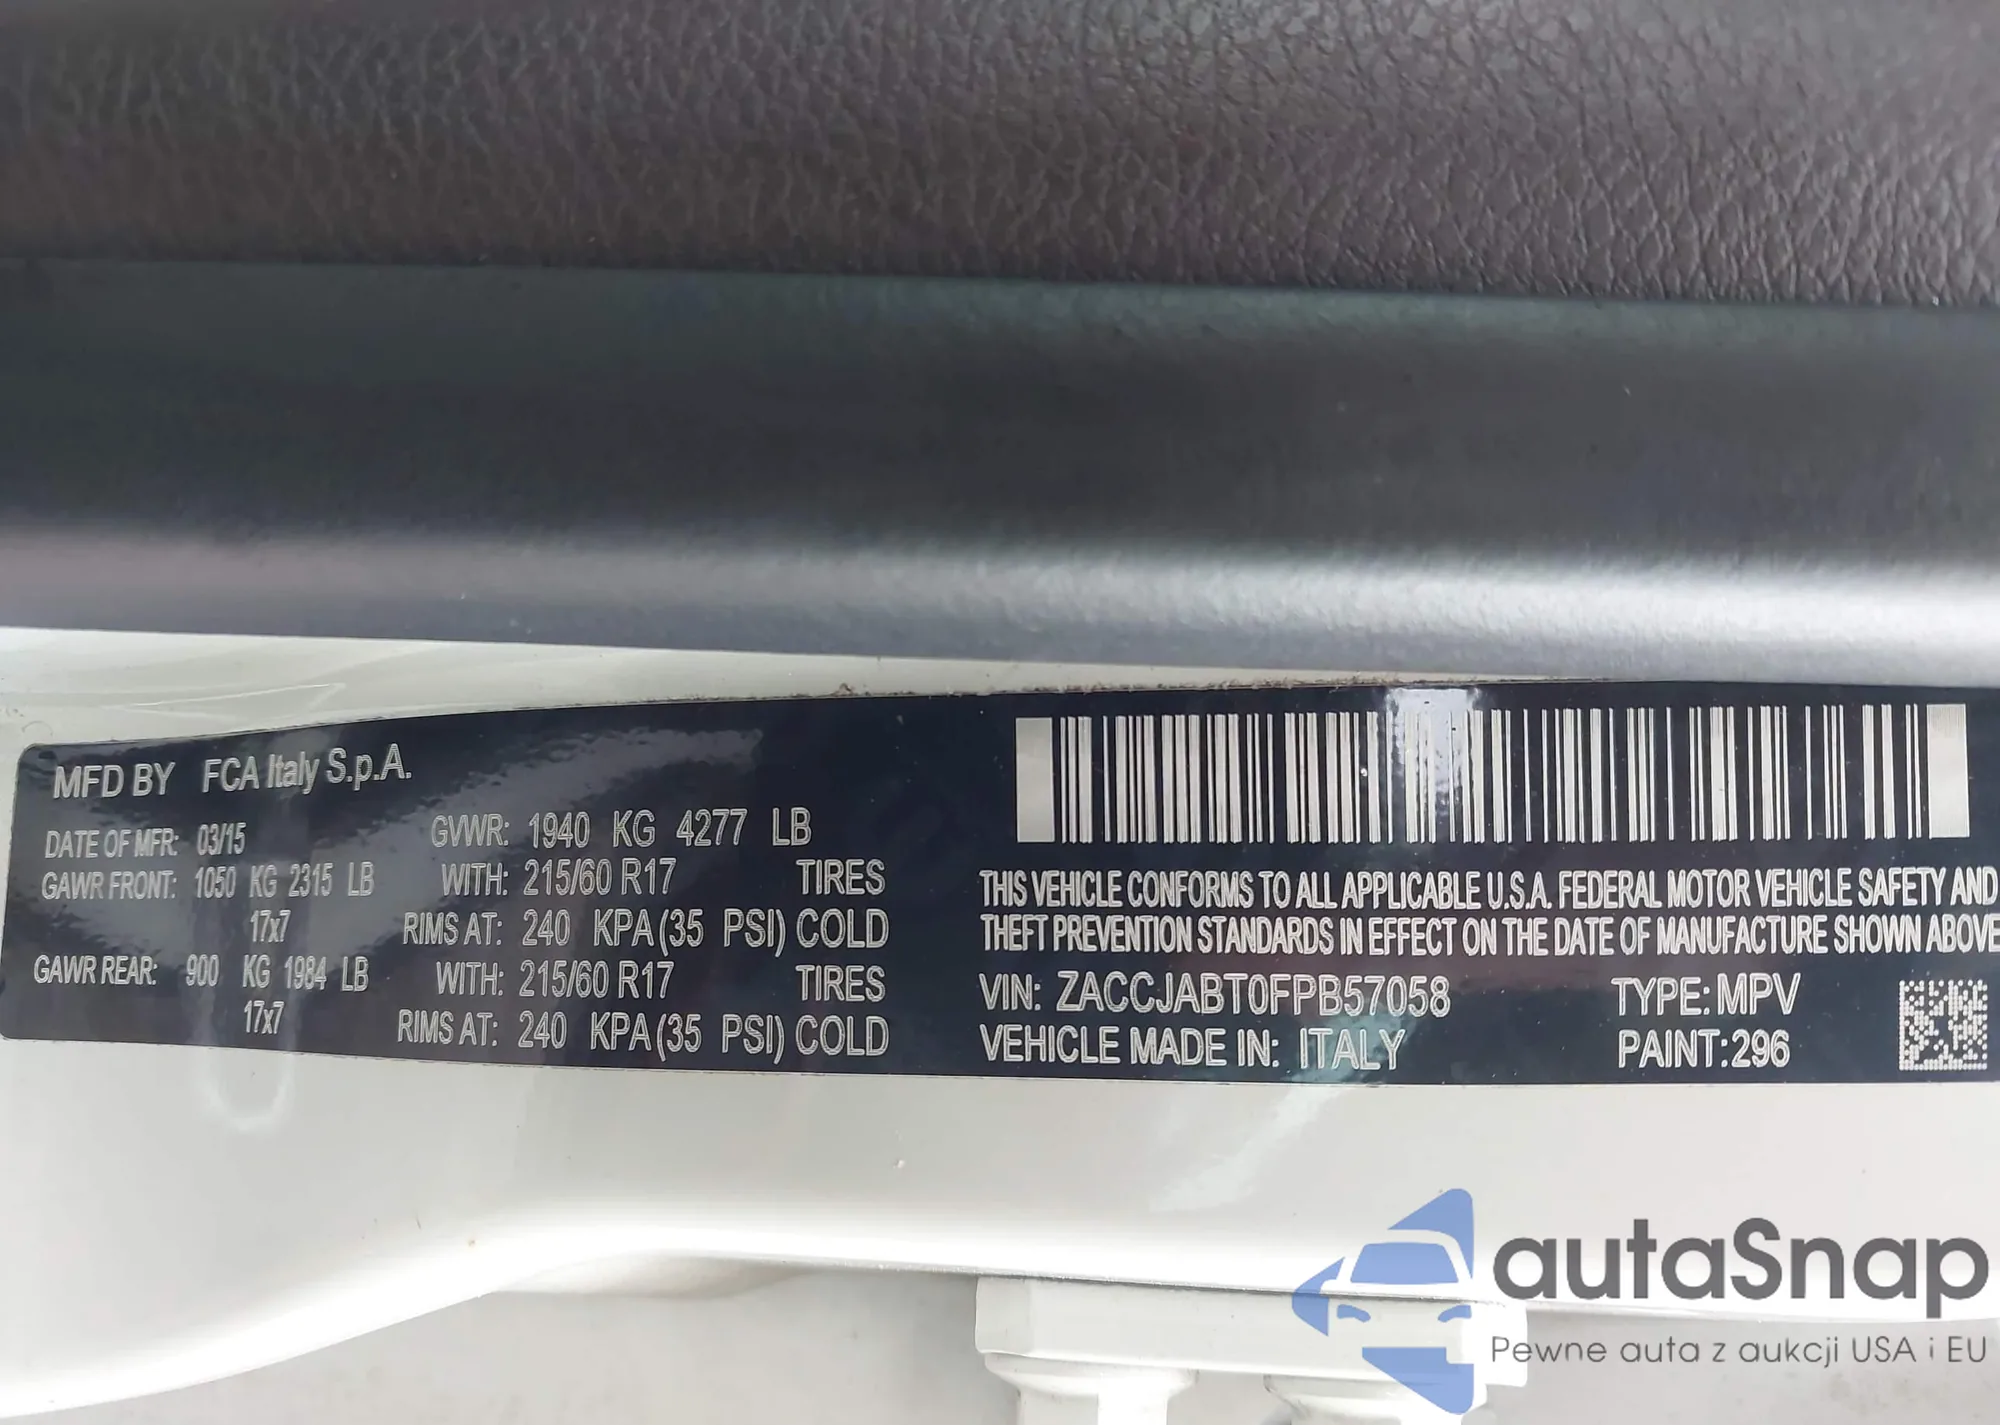 MFD BY FCA Italy S.p.A.
DATE OF MFR: 03/15 GVWR: 1940 KG 4277 LB
GAWR FRONT: 1050 KG 2315 LB WITH: 215/60 R17 TIRES
17x7 RIMS AT: 240 KPA(35 PSI) COLD
GAWR REAR: 900 KG 1984 LB WITH: 215/60 R17 TIRES
17x7 RIMS AT: 240 KPA(35 PSI) COLD
THIS VEHICLE CONFORMS TO ALL APPLICABLE U.S.A. FEDERAL MOTOR VEHICLE SAFETY AND
THEFT PREVENTION STANDARDS IN EFFECT ON THE DATE OF MANUFACTURE SHOWN ABOVE
VIN: ZACCJABT0FPB57058 TYPE: MPV
VEHICLE MADE IN: ITALY PAINT: 296
autaSnap
Pewne auta z aukcji USA i EU